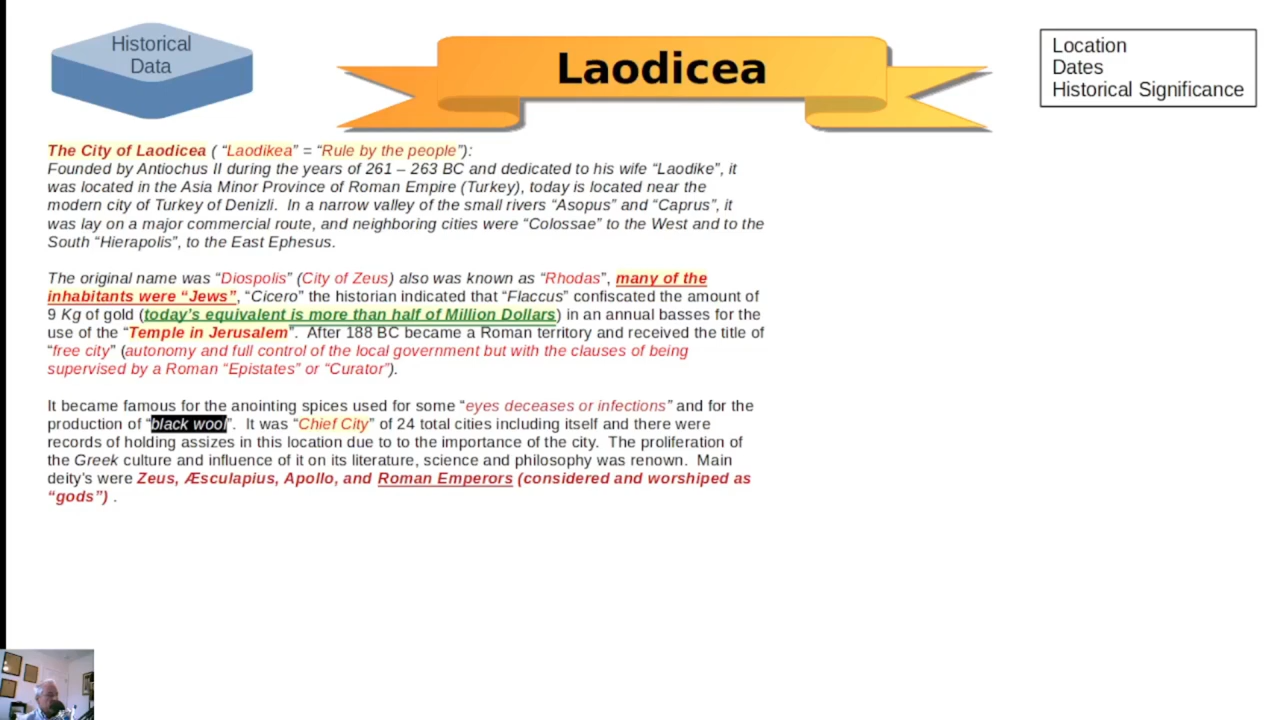 Historical
Data
Laodicea
Location
Dates
Historical Significance
The City of Laodicea ( “Laodikea” = “Rule by the people”):
Founded by Antiochus II during the years of 261 – 263 BC and dedicated to his wife “Laodike”, it
was located in the Asia Minor Province of Roman Empire (Turkey), today is located near the
modern city of Turkey of Denizli.  In a narrow valley of the small rivers “Asopus” and “Caprus”, it
was lay on a major commercial route, and neighboring cities were “Colossae” to the West and to the
South “Hierapolis”, to the East Ephesus.
The original name was “Diospolis” (City of Zeus) also was known as “Rhodas”, many of the
inhabitants were “Jews”, “Cicero” the historian indicated that “Flaccus” confiscated the amount of
9 Kg of gold (today’s equivalent is more than half of Million Dollars) in an annual basses for the
use of the “Temple in Jerusalem”.  After 188 BC became a Roman territory and received the title of
“free city” (autonomy and full control of the local government but with the clauses of being
supervised by a Roman “Epistates” or “Curator”).
It became famous for the anointing spices used for some “eyes deceases or infections” and for the
production of “black wool”.  It was “Chief City” of 24 total cities including itself and there were
records of holding assizes in this location due to to the importance of the city.  The proliferation of
the Greek culture and influence of it on its literature, science and philosophy was renown.  Main
deity’s were Zeus, Æsculapius, Apollo, and Roman Emperors (considered and worshiped as
“gods”) .